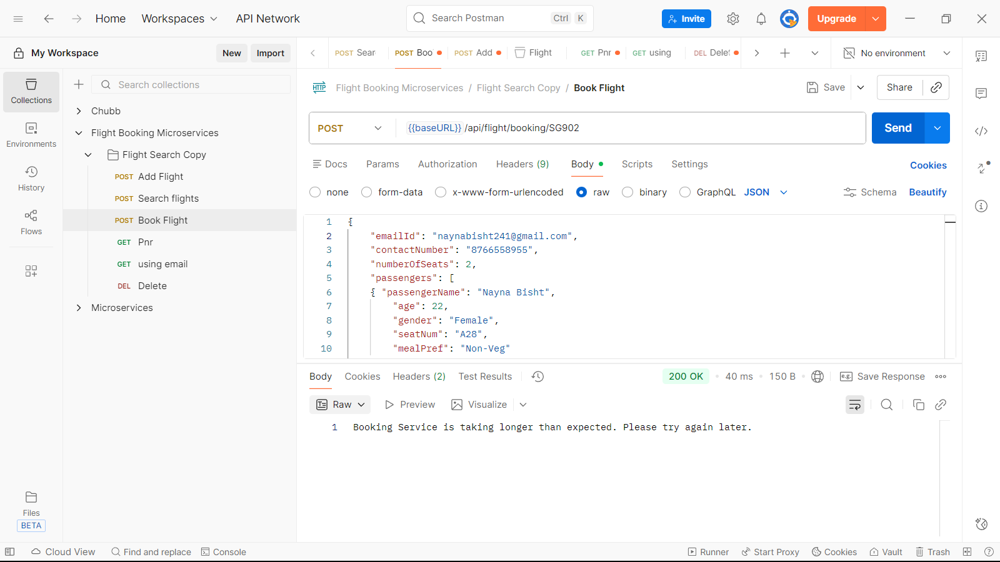 Home Workspaces API Network Search Postman Ctrl K Invite Upgrade
My Workspace New Import POST Sear POST Boo POST Add Flight GET Pnr GET using DEL Delet No environment
Collections
Search collections
Flight Booking Microservices / Flight Search Copy / Book Flight Save Share
Chubb
Environments
Flight Booking Microservices
POST {{baseURL}} /api/flight/booking/SG902 Send
Flight Search Copy
Docs Params Authorization Headers (9) Body Scripts Settings Cookies
History
POST Add Flight
none form-data x-www-form-urlencoded raw binary GraphQL JSON Schema Beautify
POST Search flights
POST Book Flight
Flows
GET Pnr
GET using email
DEL Delete
Microservices
1 {
2 "emailId": "naynabisht241@gmail.com",
3 "contactNumber": "8766558955",
4 "numberOfSeats": 2,
5 "passengers": [
6 { "passengerName": "Nayna Bisht",
7 "age": 22,
8 "gender": "Female",
9 "seatNum": "A28",
10 "mealPref": "Non-Veg"
Body Cookies Headers (2) Test Results 200 OK 40 ms 150 B e.g. Save Response
Raw Preview Visualize
1 Booking Service is taking longer than expected. Please try again later.
Files
BETA
Cloud View Find and replace Console Runner Start Proxy Cookies Vault Trash